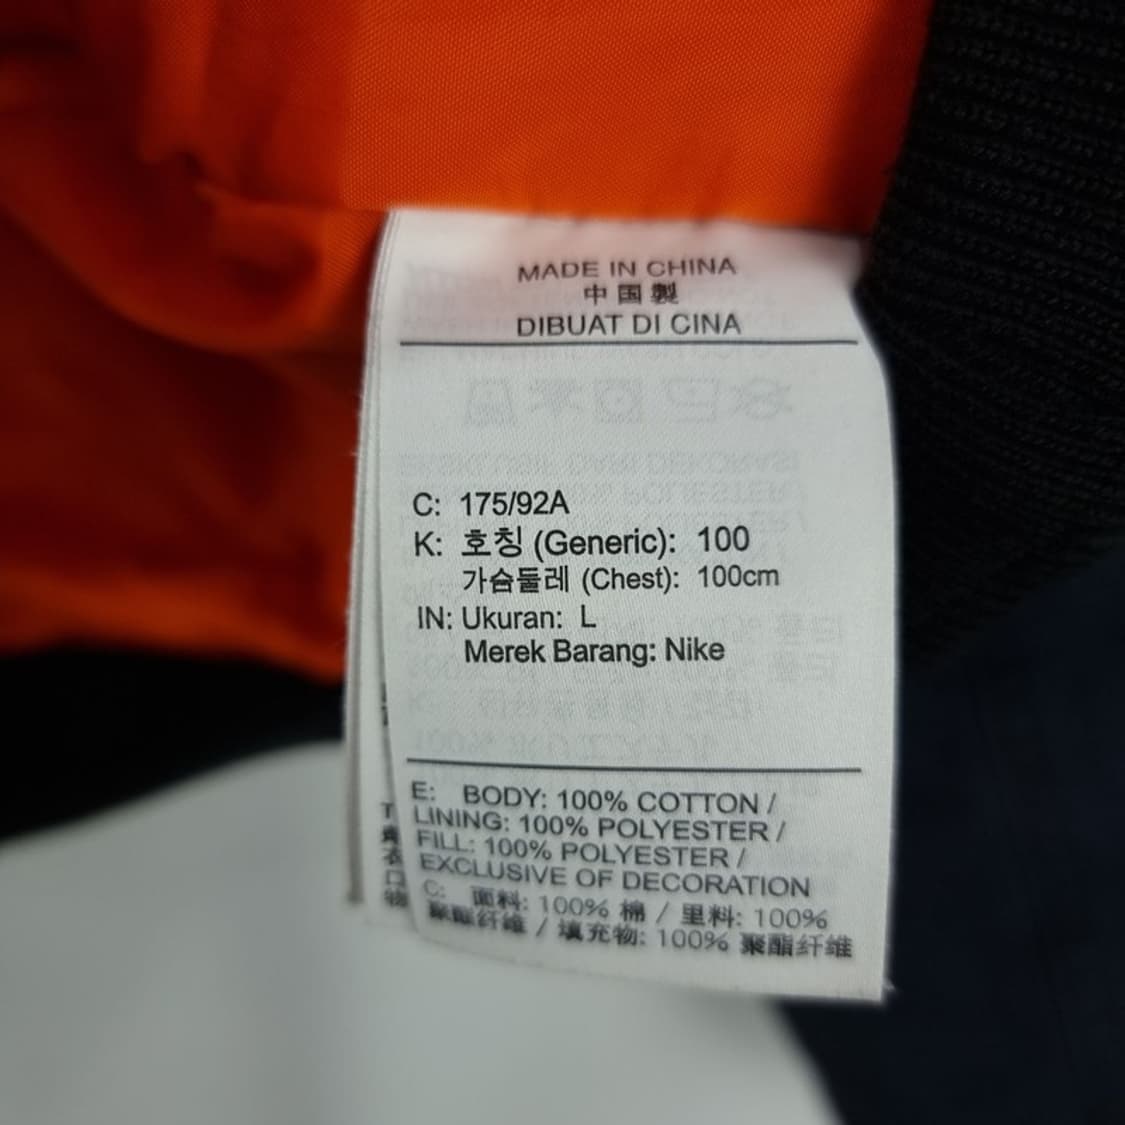 MADE IN CHINA
中国製
DIBUAT DI CINA
C: 175/92A
K: 호칭 (Generic): 100
가슴둘레 (Chest): 100cm
IN: Ukuran: L
Merek Barang: Nike
E: BODY: 100% COTTON /
LINING: 100% POLYESTER /
FILL: 100% POLYESTER /
EXCLUSIVE OF DECORATION
C: 面料: 100% 棉 / 里料: 100%
聚酯纤维 / 填充物: 100% 聚酯纤维